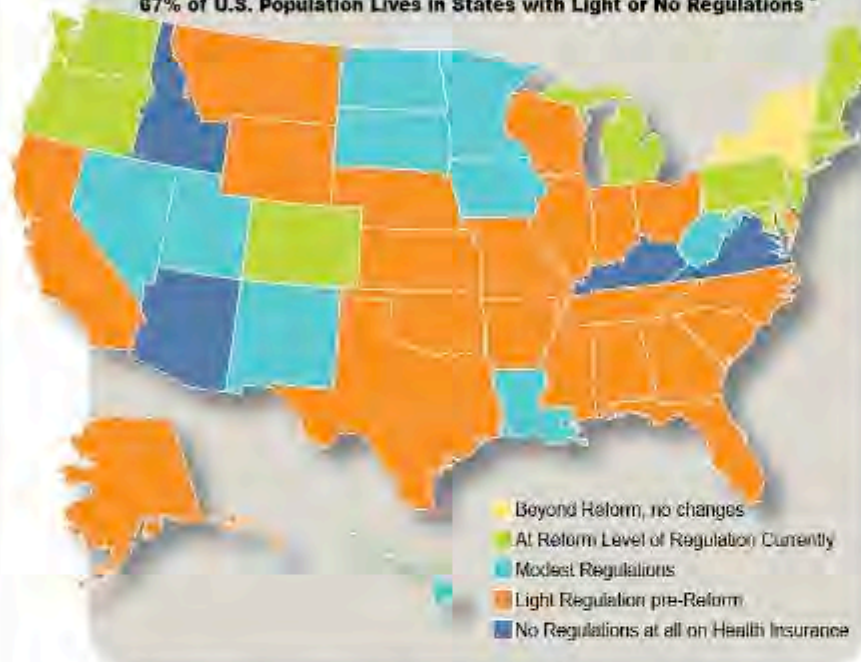 67% of U.S. Population Lives in States with Light or No Regulations
Beyond Reform, no changes
At Reform Level of Regulation Currently
Modest Regulations
Light Regulation pre-Reform
No Regulations at all on Health Insurance